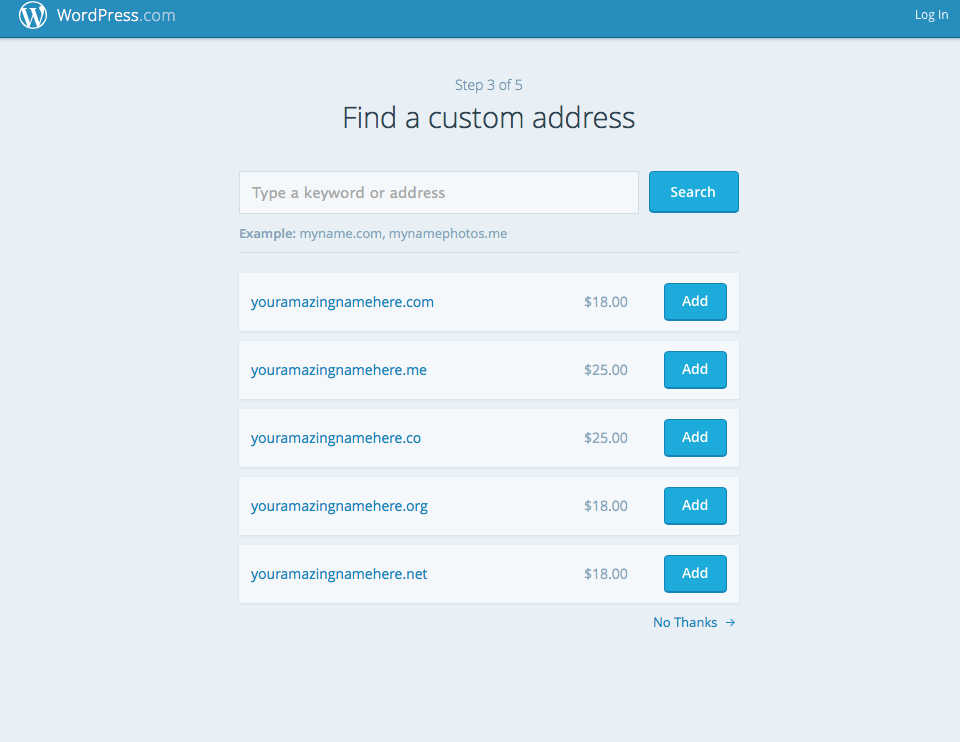 WordPress.com
Log In
Step 3 of 5
Find a custom address
Type a keyword or address
Search
Example: myname.com, mynamephotos.me
youramazingnamehere.com $18.00 Add
youramazingnamehere.me $25.00 Add
youramazingnamehere.co $25.00 Add
youramazingnamehere.org $18.00 Add
youramazingnamehere.net $18.00 Add
No Thanks →